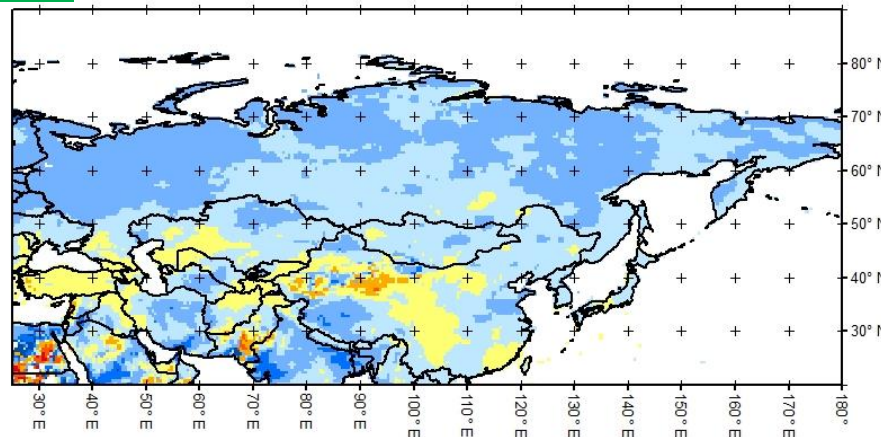 80° N
70° N
60° N
50° N
40° N
30° N
30° E
40° E
50° E
60° E
70° E
80° E
90° E
100° E
110° E
120° E
130° E
140° E
150° E
160° E
170° E
180°